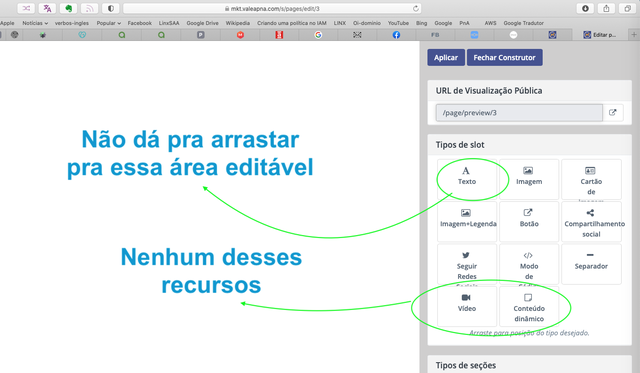 mkt.valeapna.com/s/pages/edit/3
Apple Notícias verbos-ingles Popular Facebook LinxSAA Google Drive Wikipedia Criando uma política no IAM LINX Oi-dominio YouTube Facebook Bing Google PnA AWS Google Tradutor
Editar p...
Aplicar Fechar Construtor
URL de Visualização Pública
/page/preview/3
Não dá pra arrastar
pra essa área editável
Tipos de slot
Texto Imagem Cartão
de
Imagem+Legenda Botão Compartilhamento
social
Nenhum desses
recursos
Seguir Modo Separador
Redes de
Vídeo Conteúdo
dinâmico
Arraste para posição do tipo desejado.
Tipos de seções